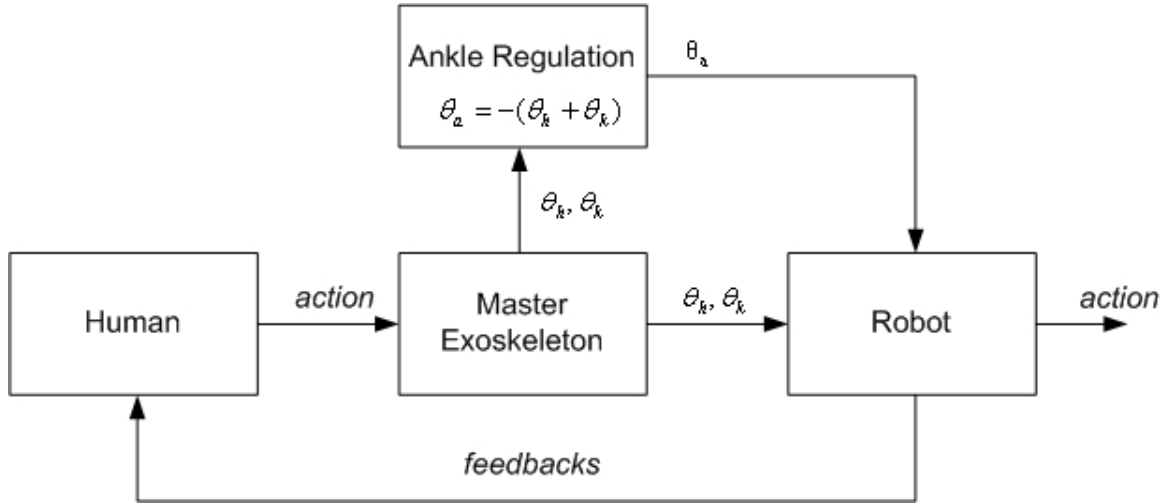 Ankle Regulation
θₐ = −(θₕ + θₖ)
θₐ
θₕ, θₖ
Human
action
Master
Exoskeleton
θₕ, θₖ
Robot
action
feedbacks